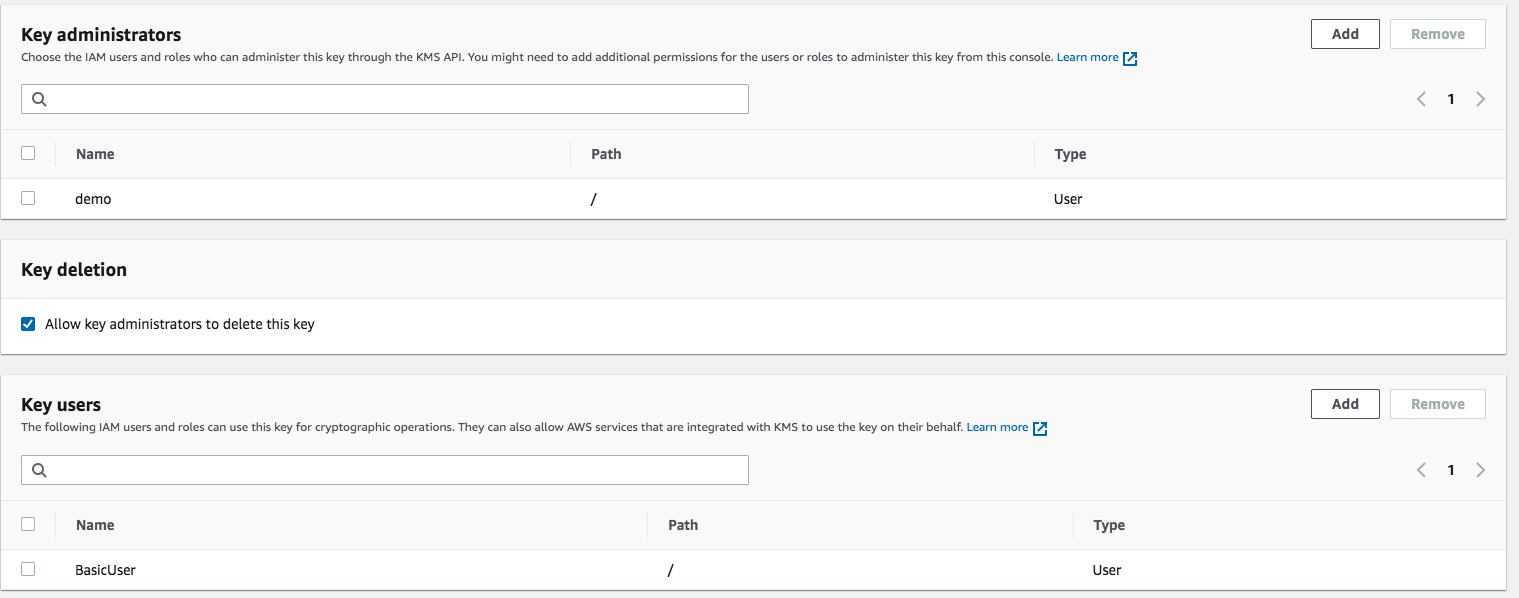 Key administrators
Add
Remove
Choose the IAM users and roles who can administer this key through the KMS API. You might need to add additional permissions for the users or roles to administer this key from this console. Learn more
1
Name Path Type
demo / User
Key deletion
Allow key administrators to delete this key
Key users
Add
Remove
The following IAM users and roles can use this key for cryptographic operations. They can also allow AWS services that are integrated with KMS to use the key on their behalf. Learn more
1
Name Path Type
BasicUser / User